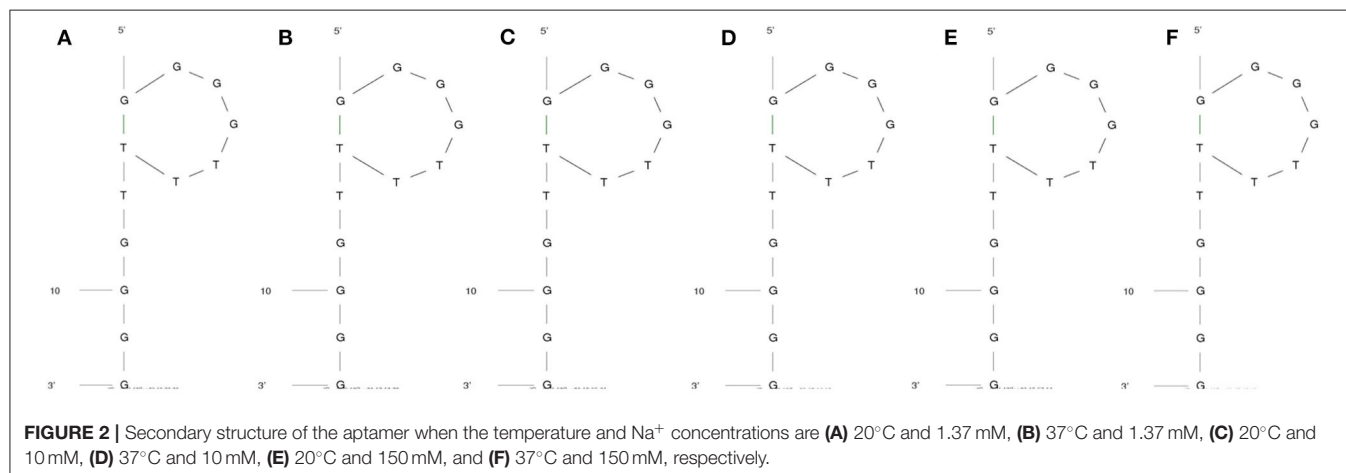 A
5'
G
G
G
G
T
T
T
T
G
10 G
G
3' G
B
5'
G
G
G
G
T
T
T
T
G
10 G
G
3' G
C
5'
G
G
G
G
T
T
T
T
G
10 G
G
3' G
D
5'
G
G
G
G
T
T
T
T
G
10 G
G
3' G
E
5'
G
G
G
G
T
T
T
T
G
10 G
G
3' G
F
5'
G
G
G
G
T
T
T
T
G
10 G
G
3' G
FIGURE 2 | Secondary structure of the aptamer when the temperature and Na⁺ concentrations are (A) 20°C and 1.37 mM, (B) 37°C and 1.37 mM, (C) 20°C and
10 mM, (D) 37°C and 10 mM, (E) 20°C and 150 mM, and (F) 37°C and 150 mM, respectively.